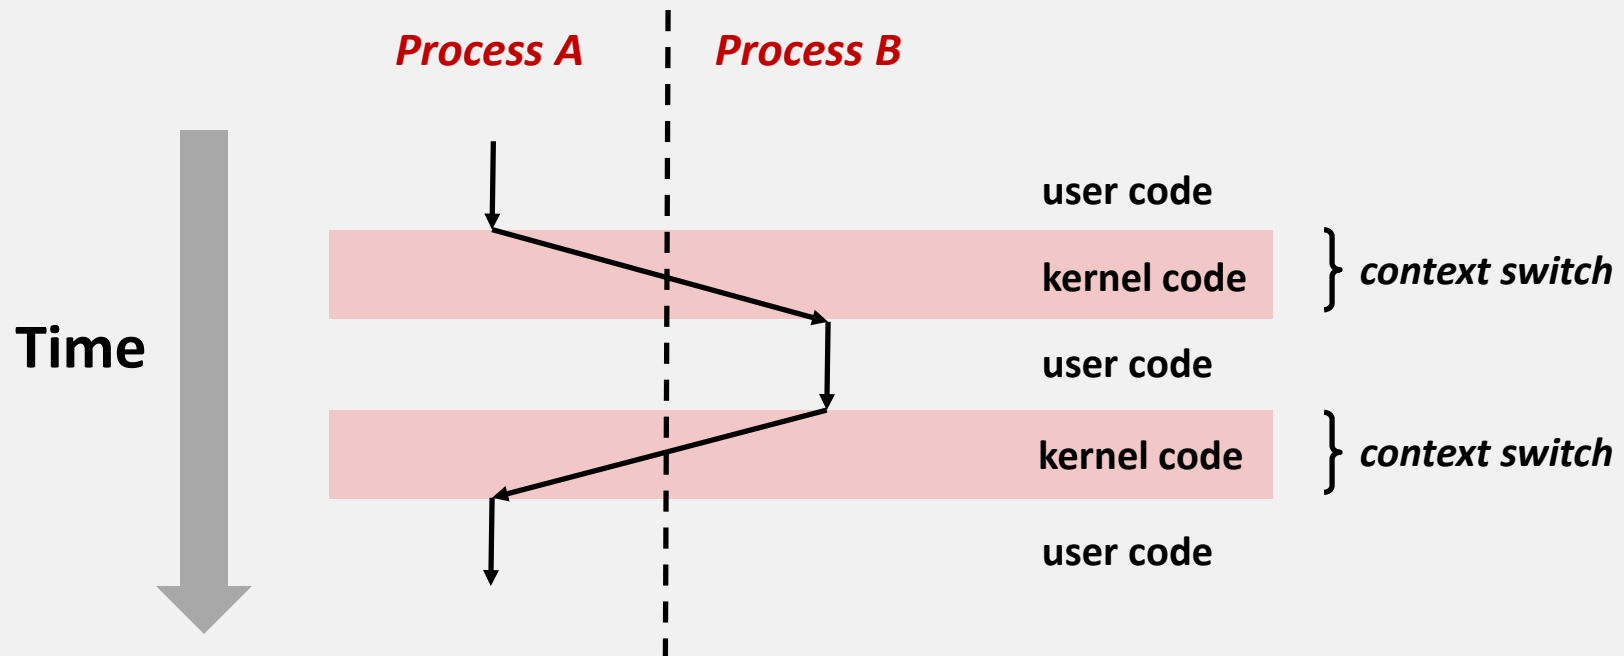 Process A
Process B
user code
kernel code
context switch
Time
user code
kernel code
context switch
user code